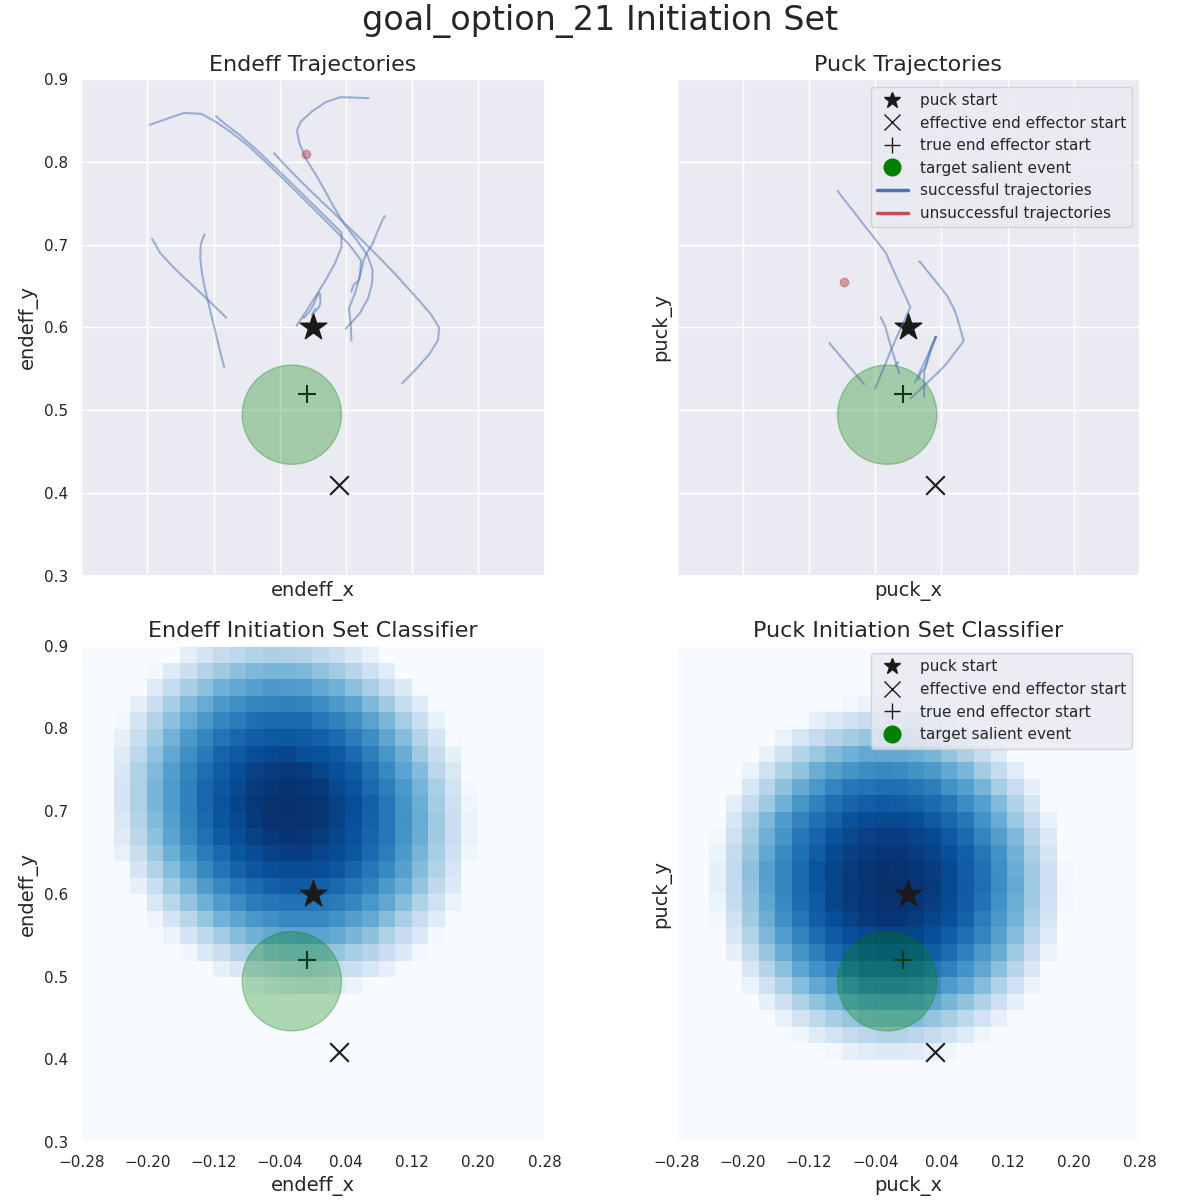 goal_option_21 Initiation Set
Endeff Trajectories
0.9
0.8
0.7
0.6
0.5
0.4
0.3
endeff_y
endeff_x
Puck Trajectories
puck start
effective end effector start
true end effector start
target salient event
successful trajectories
unsuccessful trajectories
puck_y
puck_x
Endeff Initiation Set Classifier
0.9
0.8
0.7
0.6
0.5
0.4
0.3
endeff_y
−0.28 −0.20 −0.12 −0.04 0.04 0.12 0.20 0.28
endeff_x
Puck Initiation Set Classifier
puck start
effective end effector start
true end effector start
target salient event
puck_y
−0.28 −0.20 −0.12 −0.04 0.04 0.12 0.20 0.28
puck_x